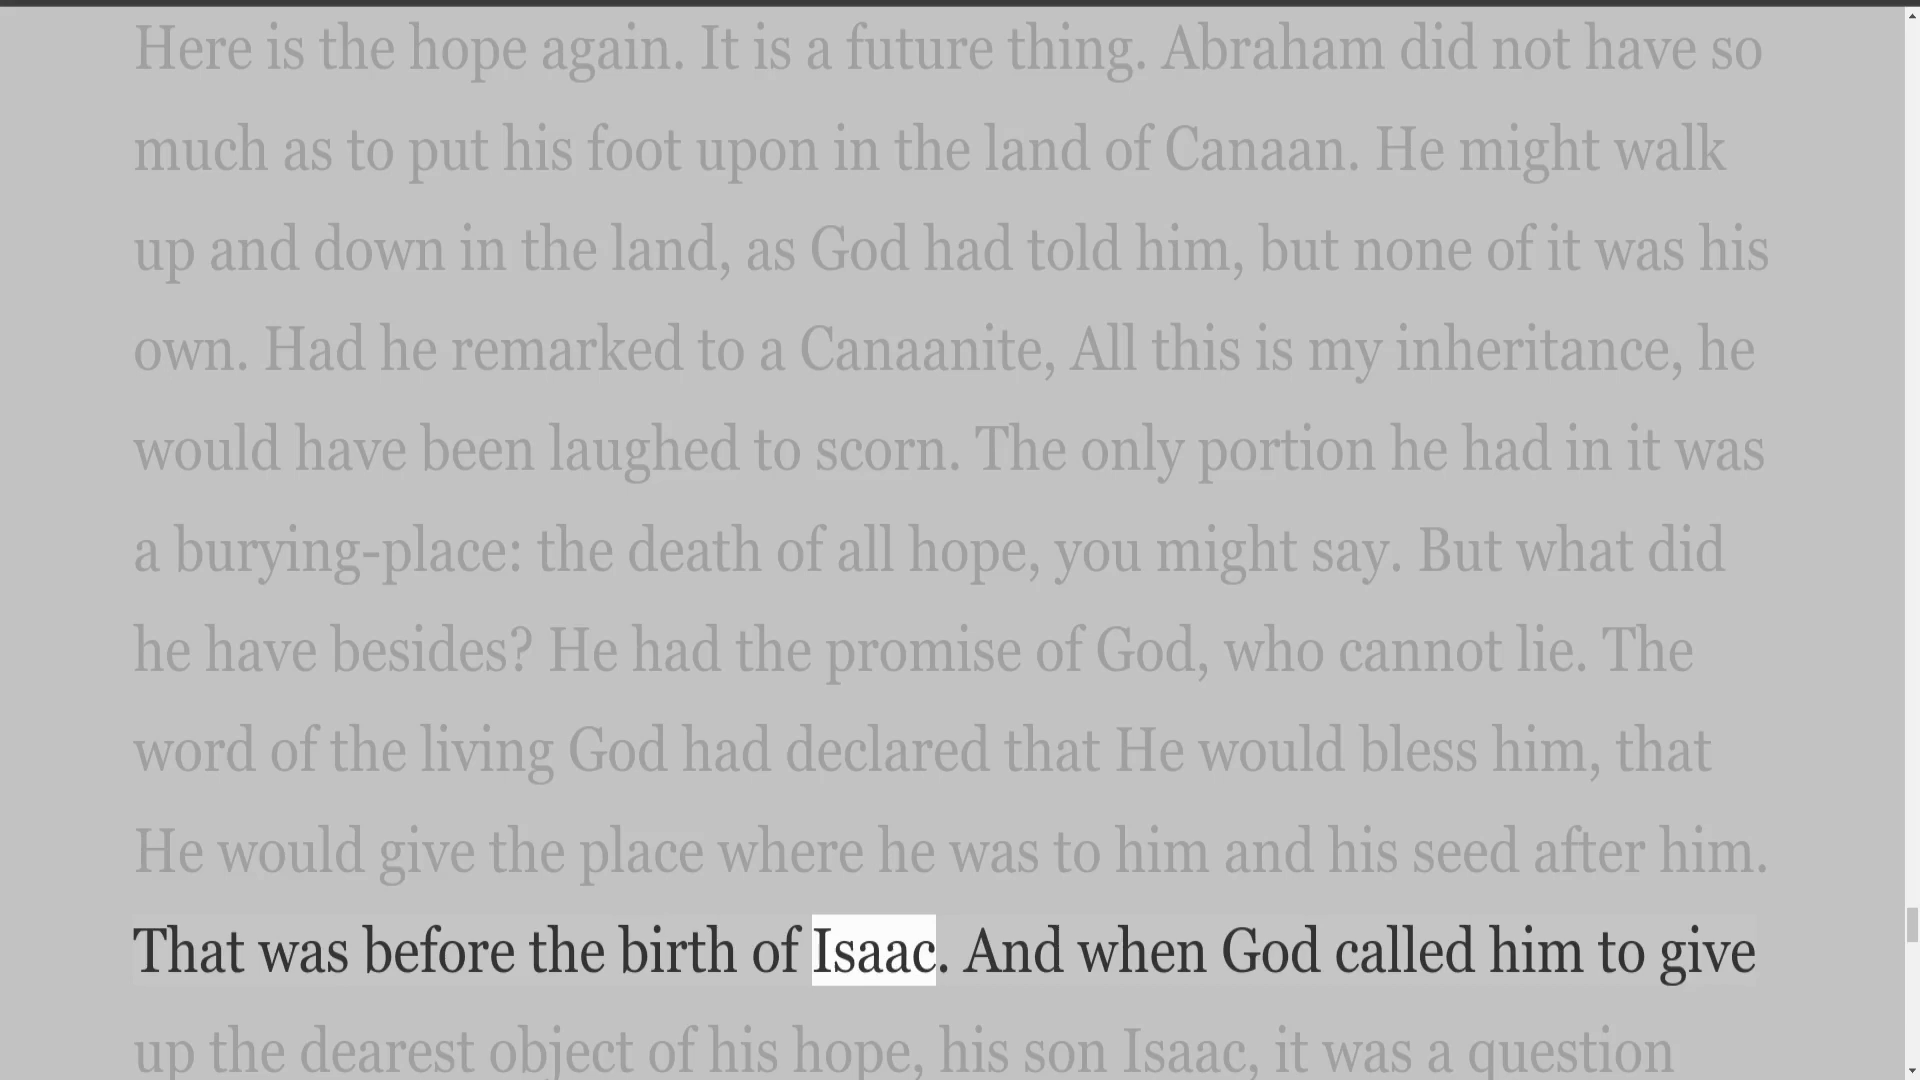 Here is the hope again. It is a future thing. Abraham did not have so
much as to put his foot upon in the land of Canaan. He might walk
up and down in the land, as God had told him, but none of it was his
own. Had he remarked to a Canaanite, All this is my inheritance, he
would have been laughed to scorn. The only portion he had in it was
a burying-place: the death of all hope, you might say. But what did
he have besides? He had the promise of God, who cannot lie. The
word of the living God had declared that He would bless him, that
He would give the place where he was to him and his seed after him.
That was before the birth of Isaac. And when God called him to give
up the dearest object of his hope, his son Isaac, it was a question